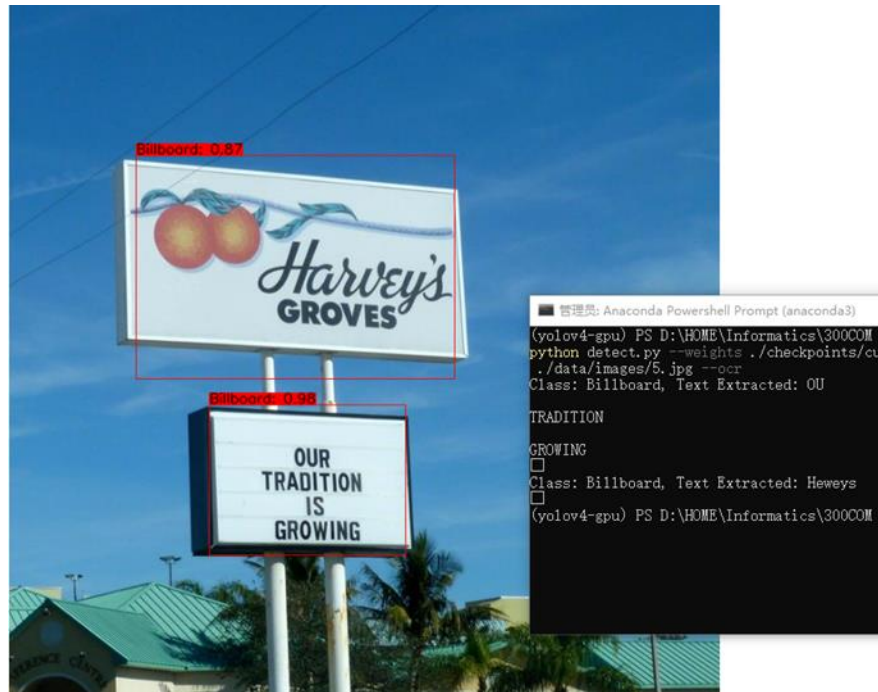 Billboard: 0.87
Harvey's
GROVES
Billboard: 0.98
OUR
TRADITION
IS
GROWING
管理员: Anaconda Powershell Prompt (anaconda3)
(yolov4-gpu) PS D:\HOME\Informatics\300COM
python detect.py --weights ./checkpoints/cu
./data/images/5.jpg --ocr
Class: Billboard, Text Extracted: OU
TRADITION
GROWING
Class: Billboard, Text Extracted: Heweys
(yolov4-gpu) PS D:\HOME\Informatics\300COM